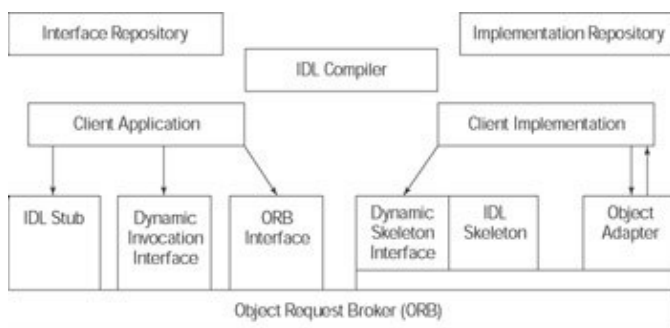 Interface Repository
Implementation Repository
IDL Compiler
Client Application
Client Implementation
IDL Stub
Dynamic
Invocation
Interface
ORB
Interface
Dynamic
Skeleton
Interface
IDL
Skeleton
Object
Adapter
Object Request Broker (ORB)